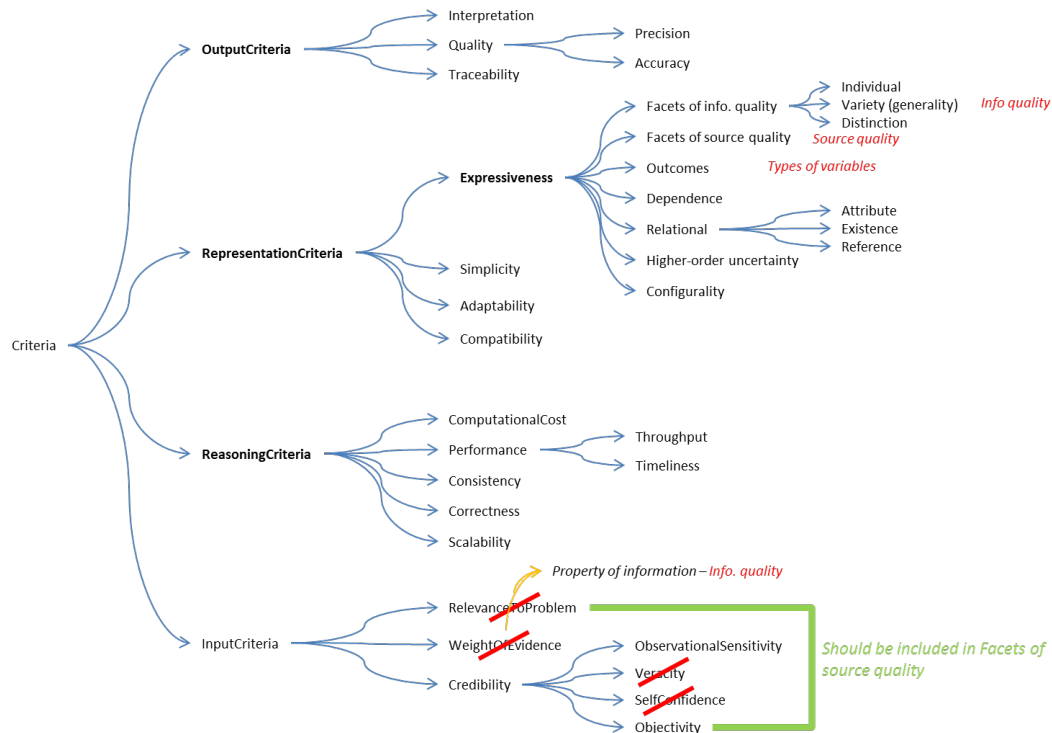 Interpretation
OutputCriteria
Quality
Precision
Traceability
Accuracy
Individual
Facets of info. quality
Variety (generality)
Info quality
Distinction
Facets of source quality
Source quality
Expressiveness
Outcomes
Types of variables
Dependence
Attribute
Relational
Existence
Reference
RepresentationCriteria
Simplicity
Higher-order uncertainty
Configurality
Adaptability
Compatibility
Criteria
ComputationalCost
Performance
Throughput
Timeliness
ReasoningCriteria
Consistency
Correctness
Scalability
Property of information – Info. quality
RelevanceToProblem
InputCriteria
WeightOfEvidence
ObservationalSensitivity
Should be included in Facets of
source quality
Credibility
Veracity
SelfConfidence
Objectivity